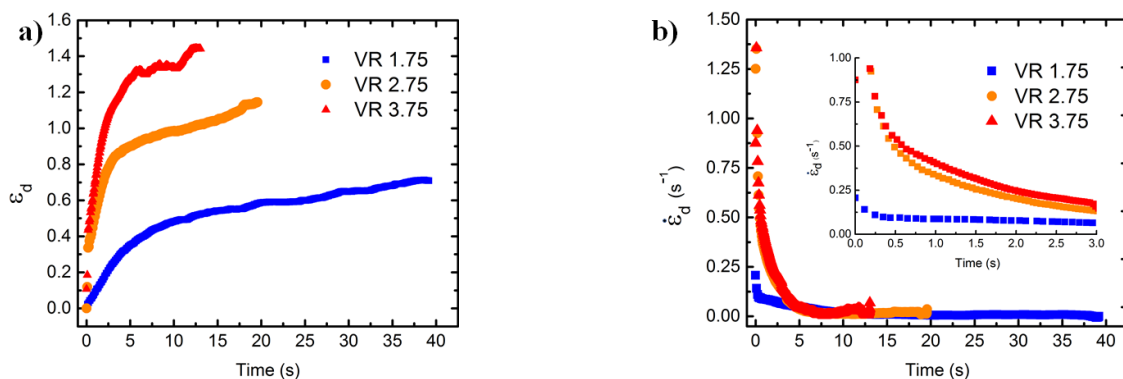 a)
1.6
1.4
1.2
1.0
0.8
0.6
0.4
0.2
0.0
ε_d
VR 1.75
VR 2.75
VR 3.75
0 5 10 15 20 25 30 35 40
Time (s)
b)
1.50
1.25
1.00
0.75
0.50
0.25
0.00
ε̇_d (s⁻¹)
1.00
0.75
0.50
0.25
0.00
ε̇_d (s⁻¹)
VR 1.75
VR 2.75
VR 3.75
0.0 0.5 1.0 1.5 2.0 2.5 3.0
Time (s)
0 5 10 15 20 25 30 35 40
Time (s)